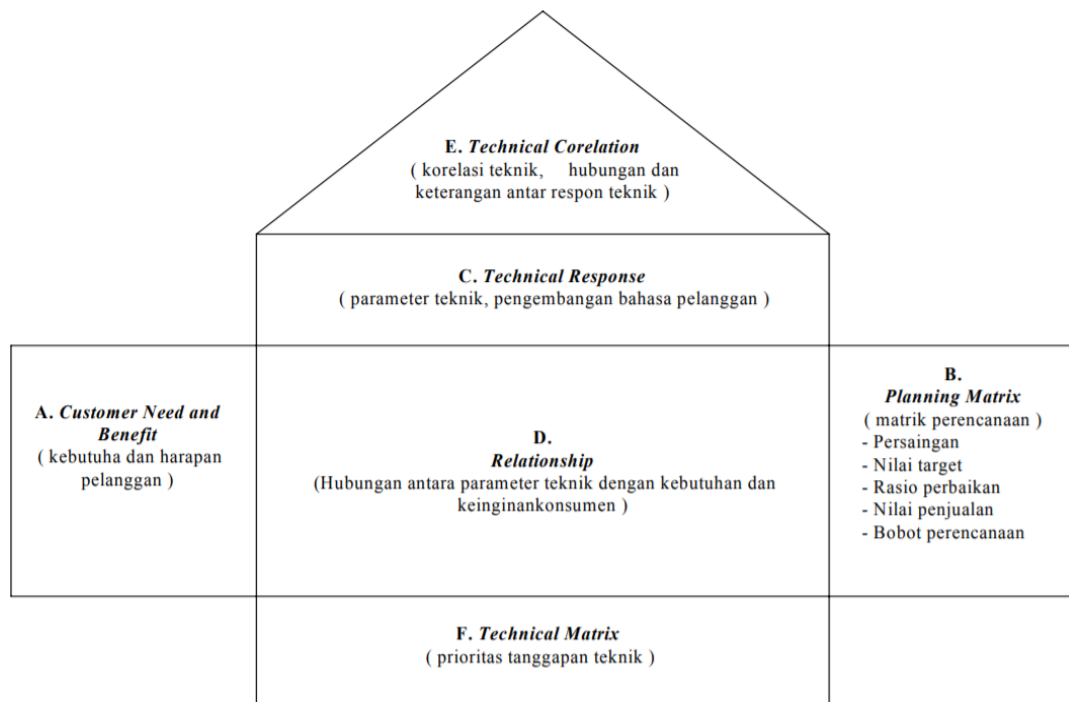 E. Technical Corelation
( korelasi teknik, hubungan dan
keterangan antar respon teknik )
C. Technical Response
( parameter teknik, pengembangan bahasa pelanggan )
A. Customer Need and
Benefit
( kebutuha dan harapan
pelanggan )
D.
Relationship
(Hubungan antara parameter teknik dengan kebutuhan dan
keinginankonsumen )
B.
Planning Matrix
( matrik perencanaan )
- Persaingan
- Nilai target
- Rasio perbaikan
- Nilai penjualan
- Bobot perencanaan
F. Technical Matrix
( prioritas tanggapan teknik )